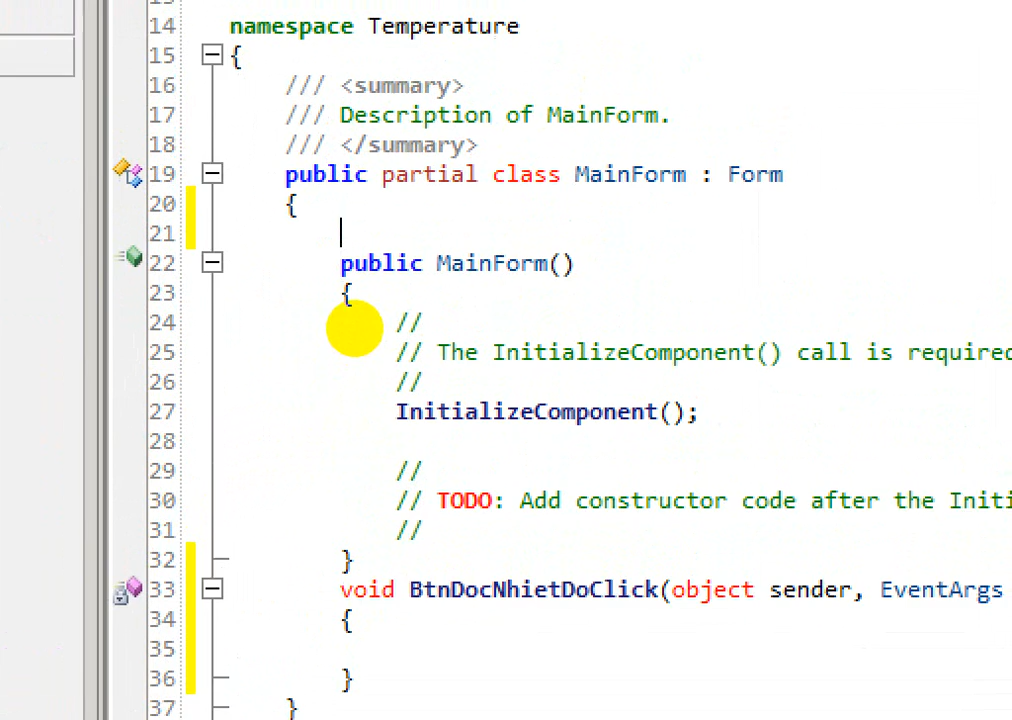 14 namespace Temperature
15 {
16 /// <summary>
17 /// Description of MainForm.
18 /// </summary>
19 public partial class MainForm : Form
20 {
21
22 public MainForm()
23 {
24 //
25 // The InitializeComponent() call is required
26 //
27 InitializeComponent();
28
29 //
30 // TODO: Add constructor code after the Initi
31 //
32 }
33 void BtnDocNhietDoClick(object sender, EventArgs
34 {
35
36 }
37 }